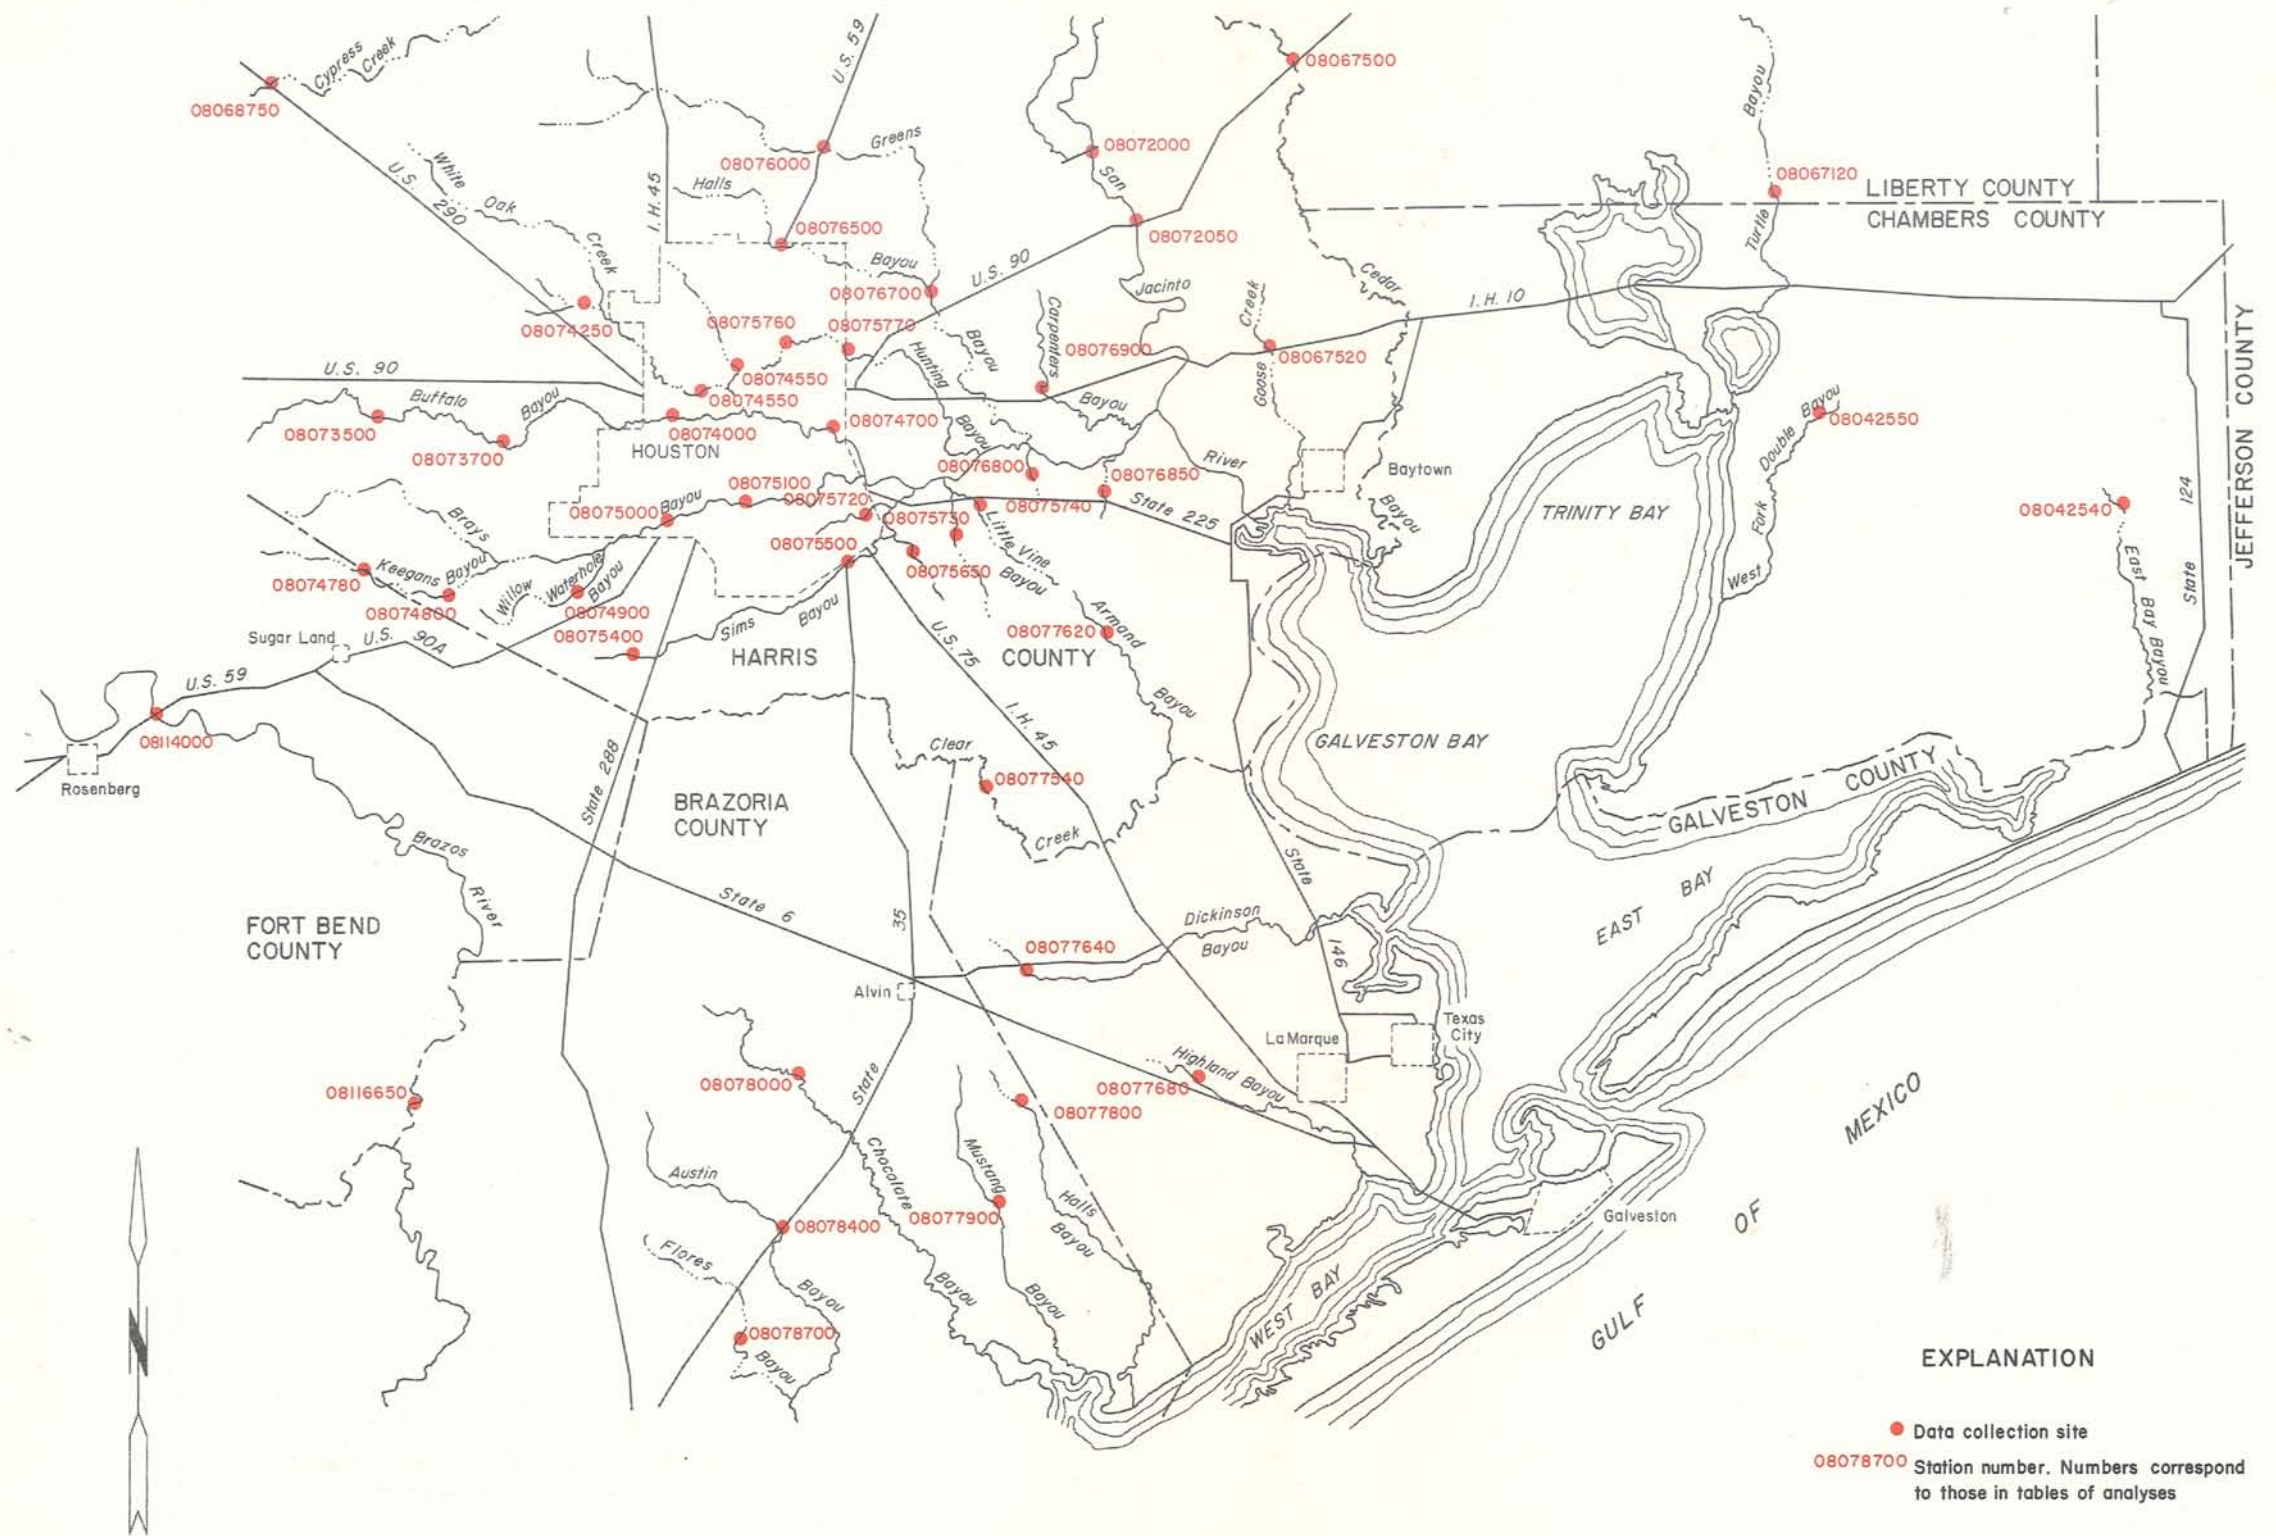 Cypress
Creek
U.S. 59
08067500
08068750
Bayou
Greens
08076000
08072000
White
U.S.
290
Oak
Creek
I.H. 45
Halls
San
08067120
LIBERTY COUNTY
CHAMBERS COUNTY
Turtle
08076500
08072050
Bayou
U.S. 90
Cedar
08076700
Jacinto
Creek
I.H. 10
08074250
08075760
08075770
Carpenters
JEFFERSON COUNTY
Hunting
Bayou
08076900
08067520
U.S. 90
08074550
Buffalo
Bayou
08074550
Goose
Bayou
Bayou
08073500
08074000
08074700
08042550
HOUSTON
Bayou
Double
08073700
08076800
River
Baytown
08076850
08075100
Bayou
08075720
08075000
08075730
08075740
State 225
Bayou
TRINITY BAY
Fork
08042540
124
State
Brays
08075500
Little Vine
Bayou
Keegans Bayou
08074780
08075650
West
East Bay Bayou
08074800
Willow
Waterhole
Bayou
08074900
Armand
Sugar Land
U.S. 90A
08075400
Sims
Bayou
U.S. 75
08077620
HARRIS
COUNTY
U.S. 59
Bayou
08114000
I.H. 45
GALVESTON BAY
Clear
State 288
Rosenberg
08077540
GALVESTON COUNTY
BRAZORIA
COUNTY
Creek
Brazos
River
State
BAY
State 6
EAST
35
Dickinson
Bayou
FORT BEND
COUNTY
08077640
146
Alvin
Texas
City
La Marque
Highland Bayou
08078000
08077680
State
08116650
08077800
MEXICO
Chocolate
Mustang
Austin
Halls
08077900
08078400
Galveston
OF
Bayou
Flores
Bayou
Bayou
Bayou
WEST BAY
GULF
08078700
Bayou
N
EXPLANATION
Data collection site
08078700 Station number. Numbers correspond
to those in tables of analyses